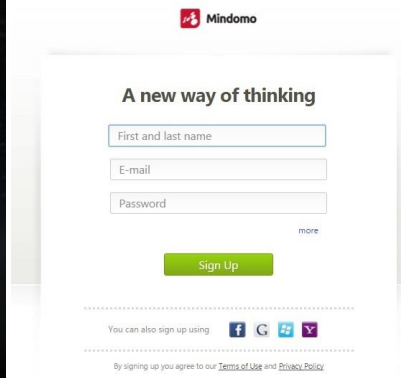 Mindomo
A new way of thinking
First and last name
E-mail
Password
more
Sign Up
You can also sign up using
By signing up you agree to our Terms of Use and Privacy Policy